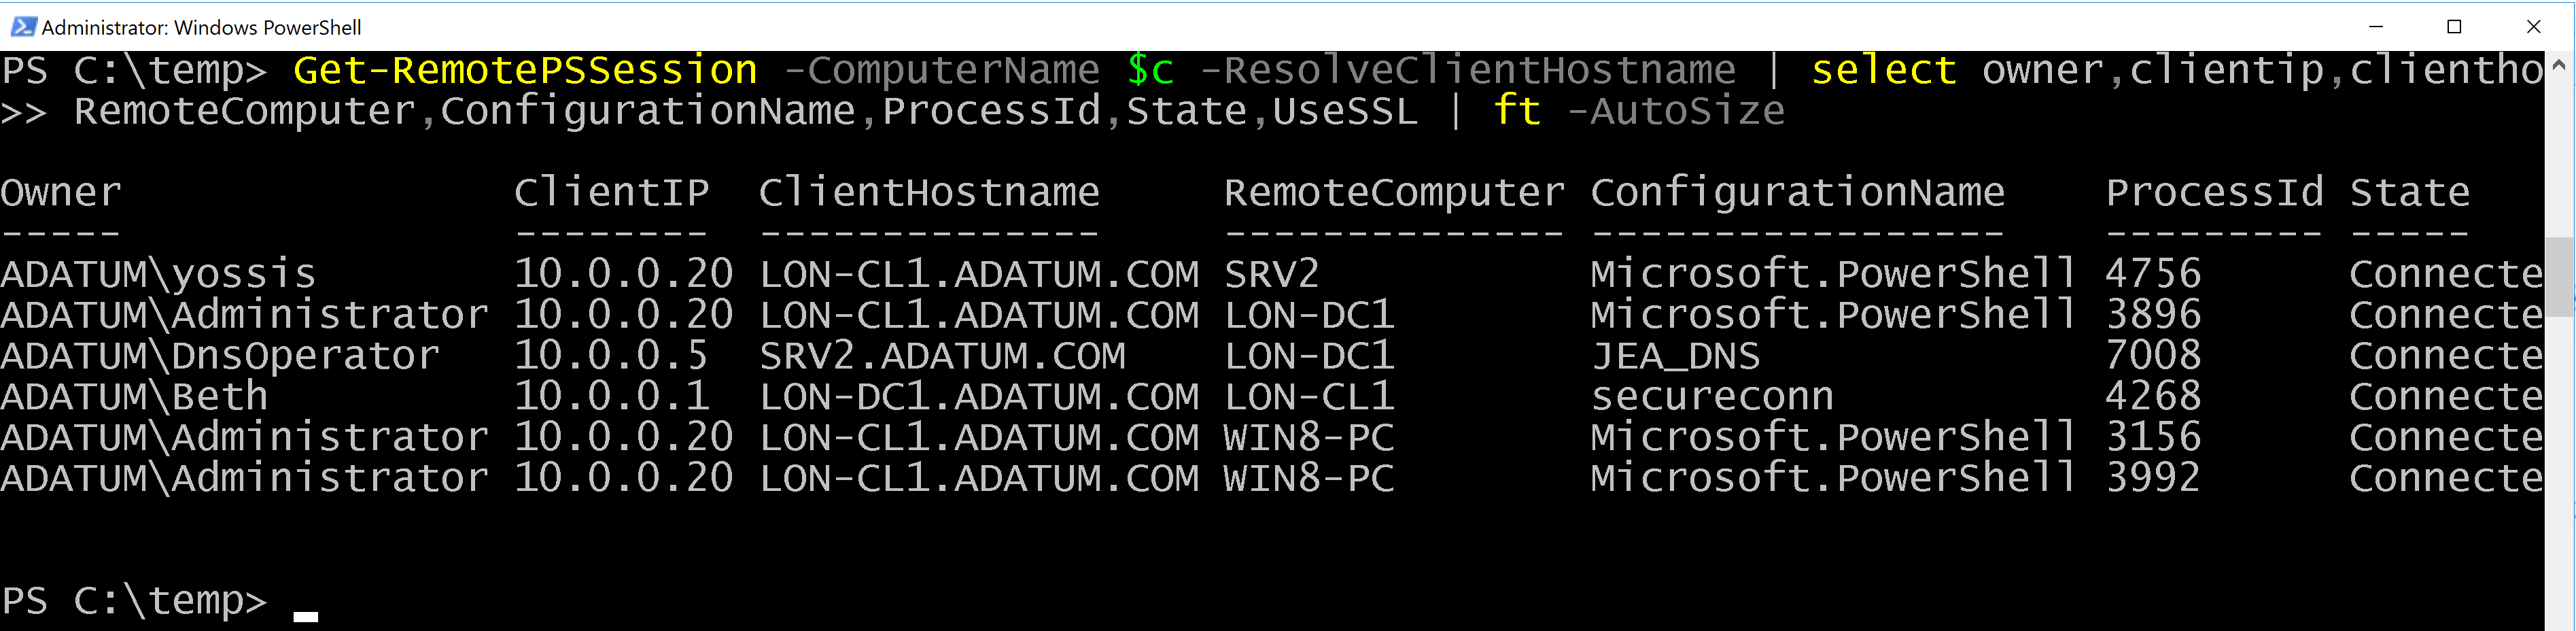 Administrator: Windows PowerShell
PS C:\temp> Get-RemotePSSession -ComputerName $c -ResolveClientHostname | select owner,clientip,clientho
>> RemoteComputer,ConfigurationName,ProcessId,State,UseSSL | ft -AutoSize
Owner ClientIP ClientHostname RemoteComputer ConfigurationName ProcessId State
----- -------- -------------- -------------- ----------------- --------- -----
ADATUM\yossis 10.0.0.20 LON-CL1.ADATUM.COM SRV2 Microsoft.PowerShell 4756 Connecte
ADATUM\Administrator 10.0.0.20 LON-CL1.ADATUM.COM LON-DC1 Microsoft.PowerShell 3896 Connecte
ADATUM\DnsOperator 10.0.0.5 SRV2.ADATUM.COM LON-DC1 JEA_DNS 7008 Connecte
ADATUM\Beth 10.0.0.1 LON-DC1.ADATUM.COM LON-CL1 secureconn 4268 Connecte
ADATUM\Administrator 10.0.0.20 LON-CL1.ADATUM.COM WIN8-PC Microsoft.PowerShell 3156 Connecte
ADATUM\Administrator 10.0.0.20 LON-CL1.ADATUM.COM WIN8-PC Microsoft.PowerShell 3992 Connecte
PS C:\temp>